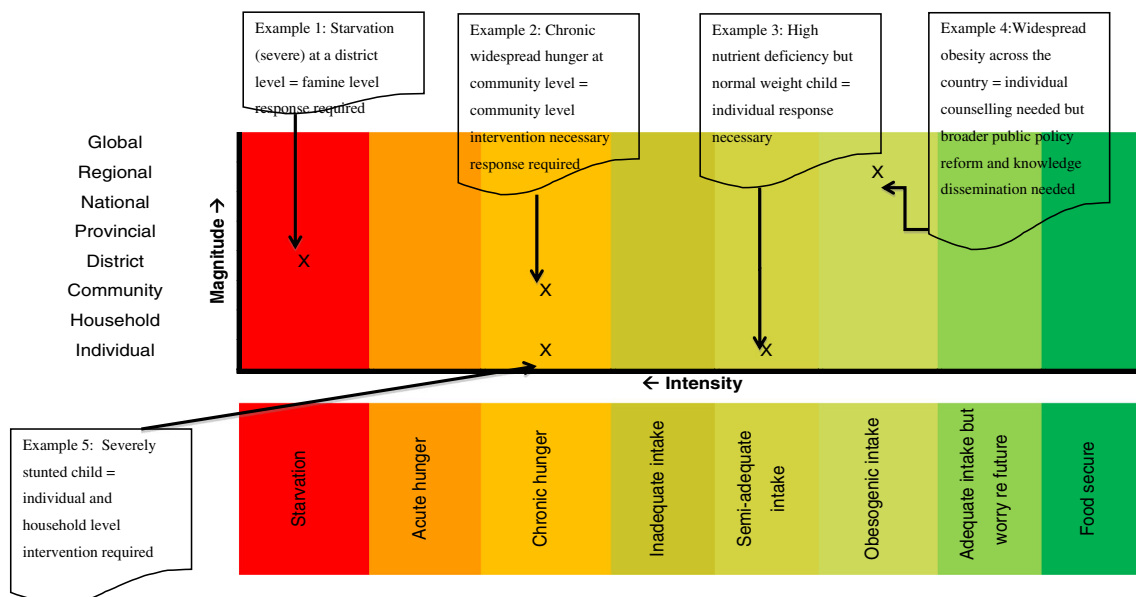 Example 1: Starvation
(severe) at a district
level = famine level
response required
Example 2: Chronic
widespread hunger at
community level =
community level
intervention necessary
response required
Example 3: High
nutrient deficiency but
normal weight child =
individual response
necessary
Example 4:Widespread
obesity across the
country = individual
counselling needed but
broader public policy
reform and knowledge
dissemination needed
Global
Regional
National
Provincial
District
Community
Household
Individual
Magnitude →
X
X
X
X
X
← Intensity
Example 5:  Severely
stunted child =
individual and
household level
intervention required
Starvation
Acute hunger
Chronic hunger
Inadequate intake
Semi-adequate
intake
Obesogenic intake
Adequate intake but
worry re future
Food secure